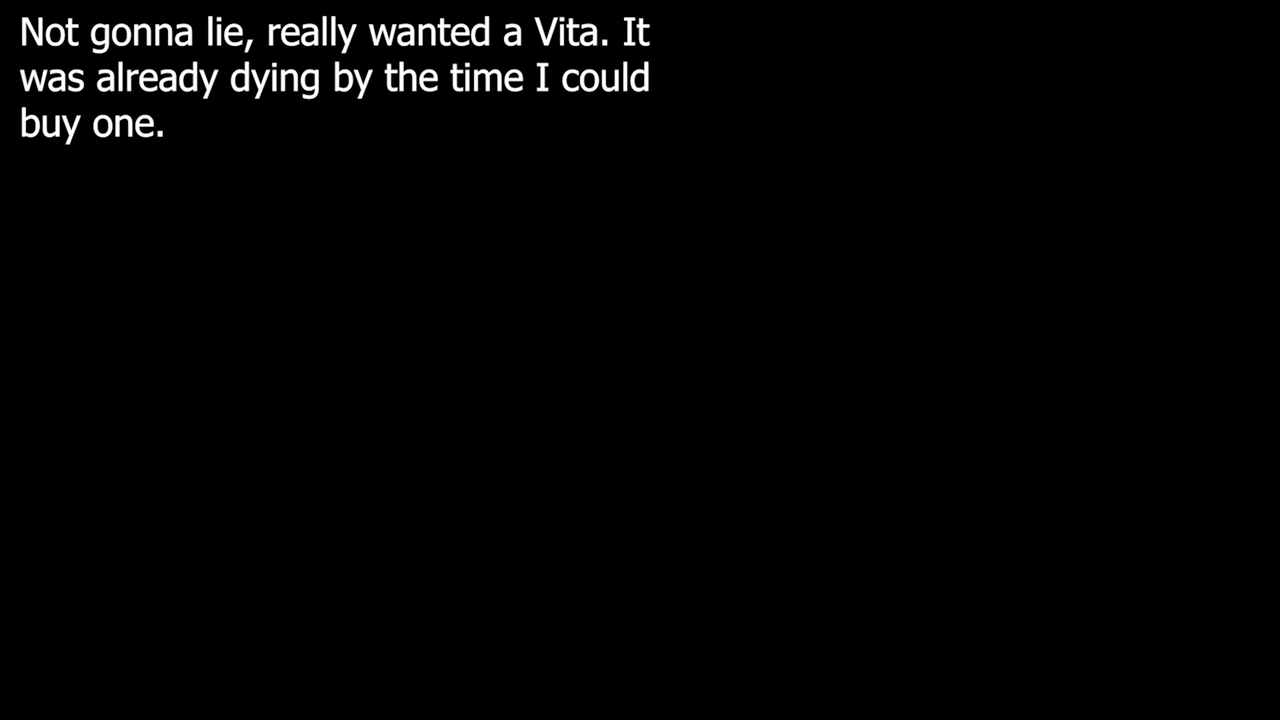 Not gonna lie, really wanted a Vita. It
was already dying by the time I could
buy one.